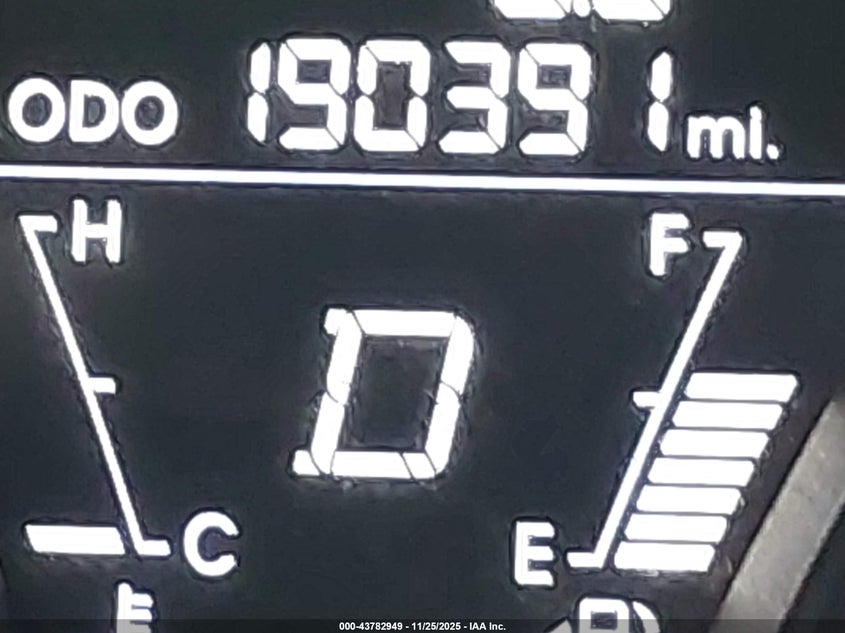 ODO 190391 mi.
H F
D
C E
000-43782949 - 11/25/2025 - IAA Inc.